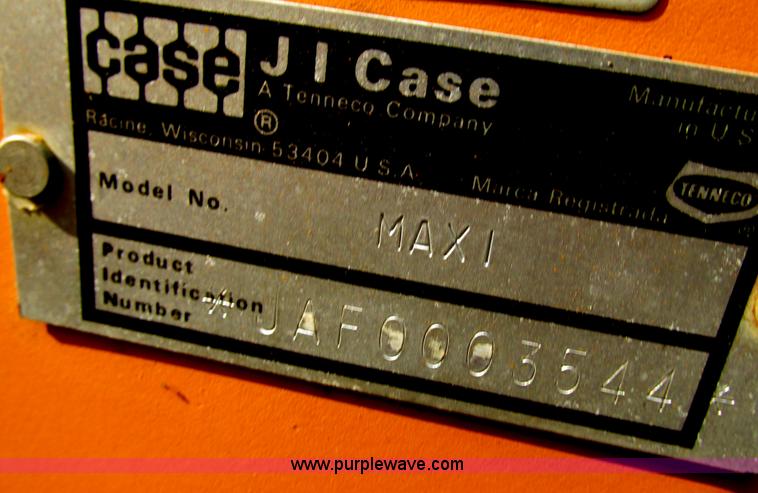 case
J I Case
A Tenneco Company
®
Racine, Wisconsin 53404 U.S.A.
Marca Registrada
in U S
TENNECO
Model No. MAXI
Product
Identification
Number *JAF0003544*
www.purplewave.com